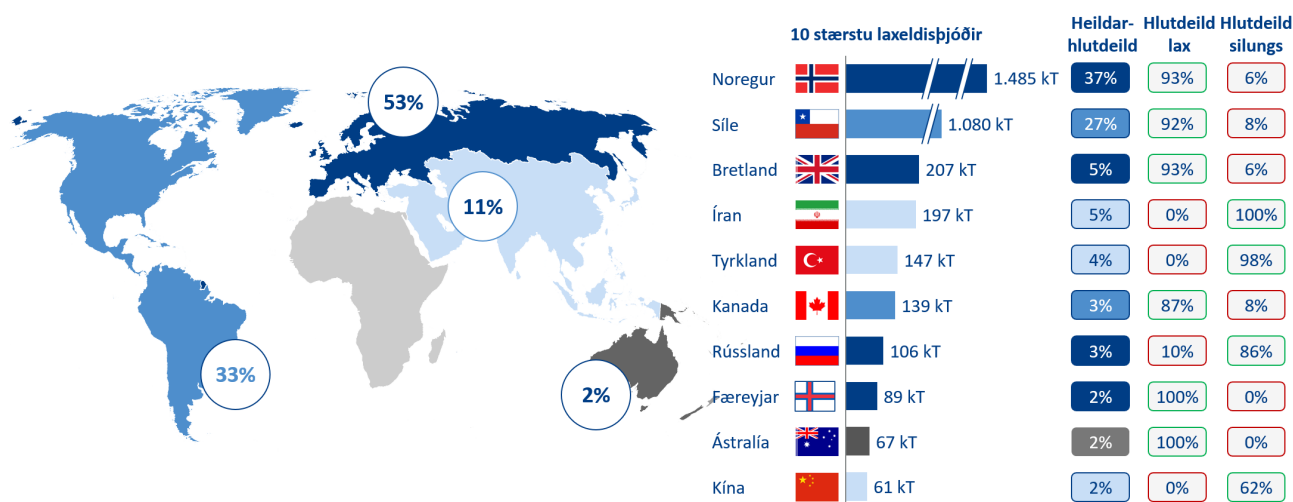 53%
11%
33%
2%
10 stærstu laxeldisþjóðir
Heildar-hlutdeild
Hlutdeild lax
Hlutdeild silungs
Noregur 1.485 kT 37% 93% 6%
Síle 1.080 kT 27% 92% 8%
Bretland 207 kT 5% 93% 6%
Íran 197 kT 5% 0% 100%
Tyrkland 147 kT 4% 0% 98%
Kanada 139 kT 3% 87% 8%
Rússland 106 kT 3% 10% 86%
Færeyjar 89 kT 2% 100% 0%
Ástralía 67 kT 2% 100% 0%
Kína 61 kT 2% 0% 62%